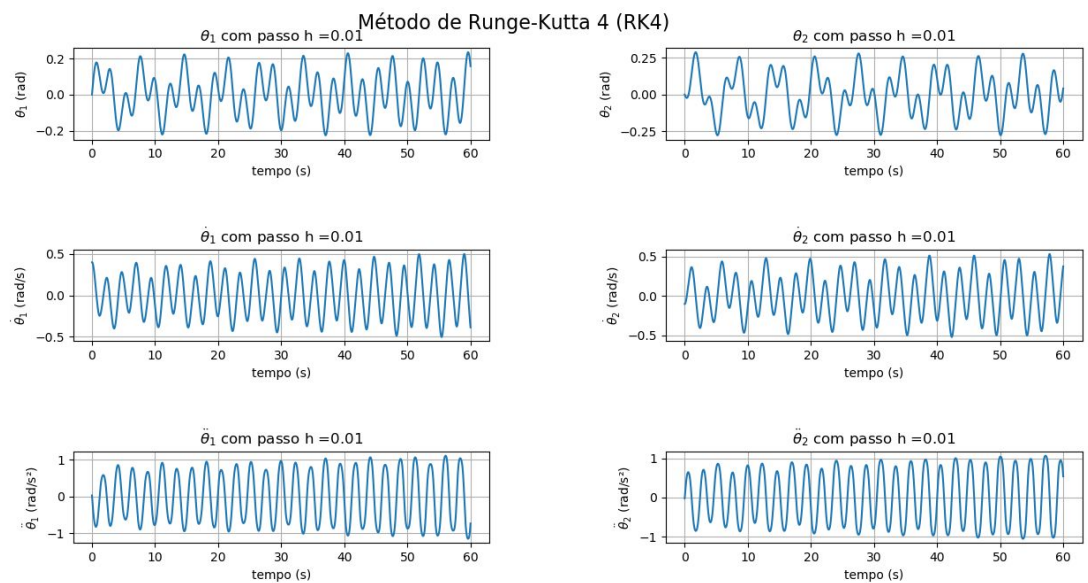 Método de Runge-Kutta 4 (RK4)
θ₁ com passo h =0.01
θ₂ com passo h =0.01
θ₁ (rad)
0.2
0.0
−0.2
0 10 20 30 40 50 60
tempo (s)
θ₂ (rad)
0.25
0.00
−0.25
0 10 20 30 40 50 60
tempo (s)
θ̇₁ com passo h =0.01
θ̇₂ com passo h =0.01
θ̇₁ (rad/s)
0.5
0.0
−0.5
0 10 20 30 40 50 60
tempo (s)
θ̇₂ (rad/s)
0.5
0.0
−0.5
0 10 20 30 40 50 60
tempo (s)
θ̈₁ com passo h =0.01
θ̈₂ com passo h =0.01
θ̈₁ (rad/s²)
1
0
−1
0 10 20 30 40 50 60
tempo (s)
θ̈₂ (rad/s²)
1
0
−1
0 10 20 30 40 50 60
tempo (s)